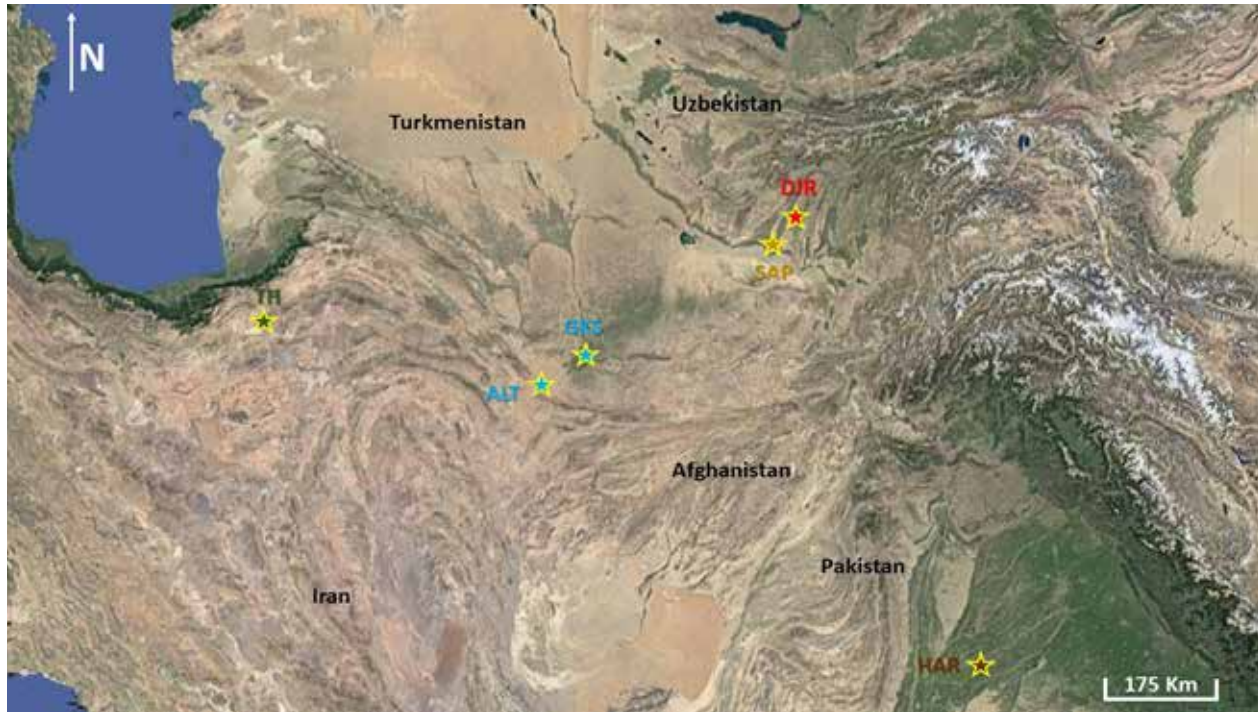 N
Uzbekistan
Turkmenistan
DJR
SAP
TH
GKS
ALT
Afghanistan
Pakistan
Iran
HAR
175 Km